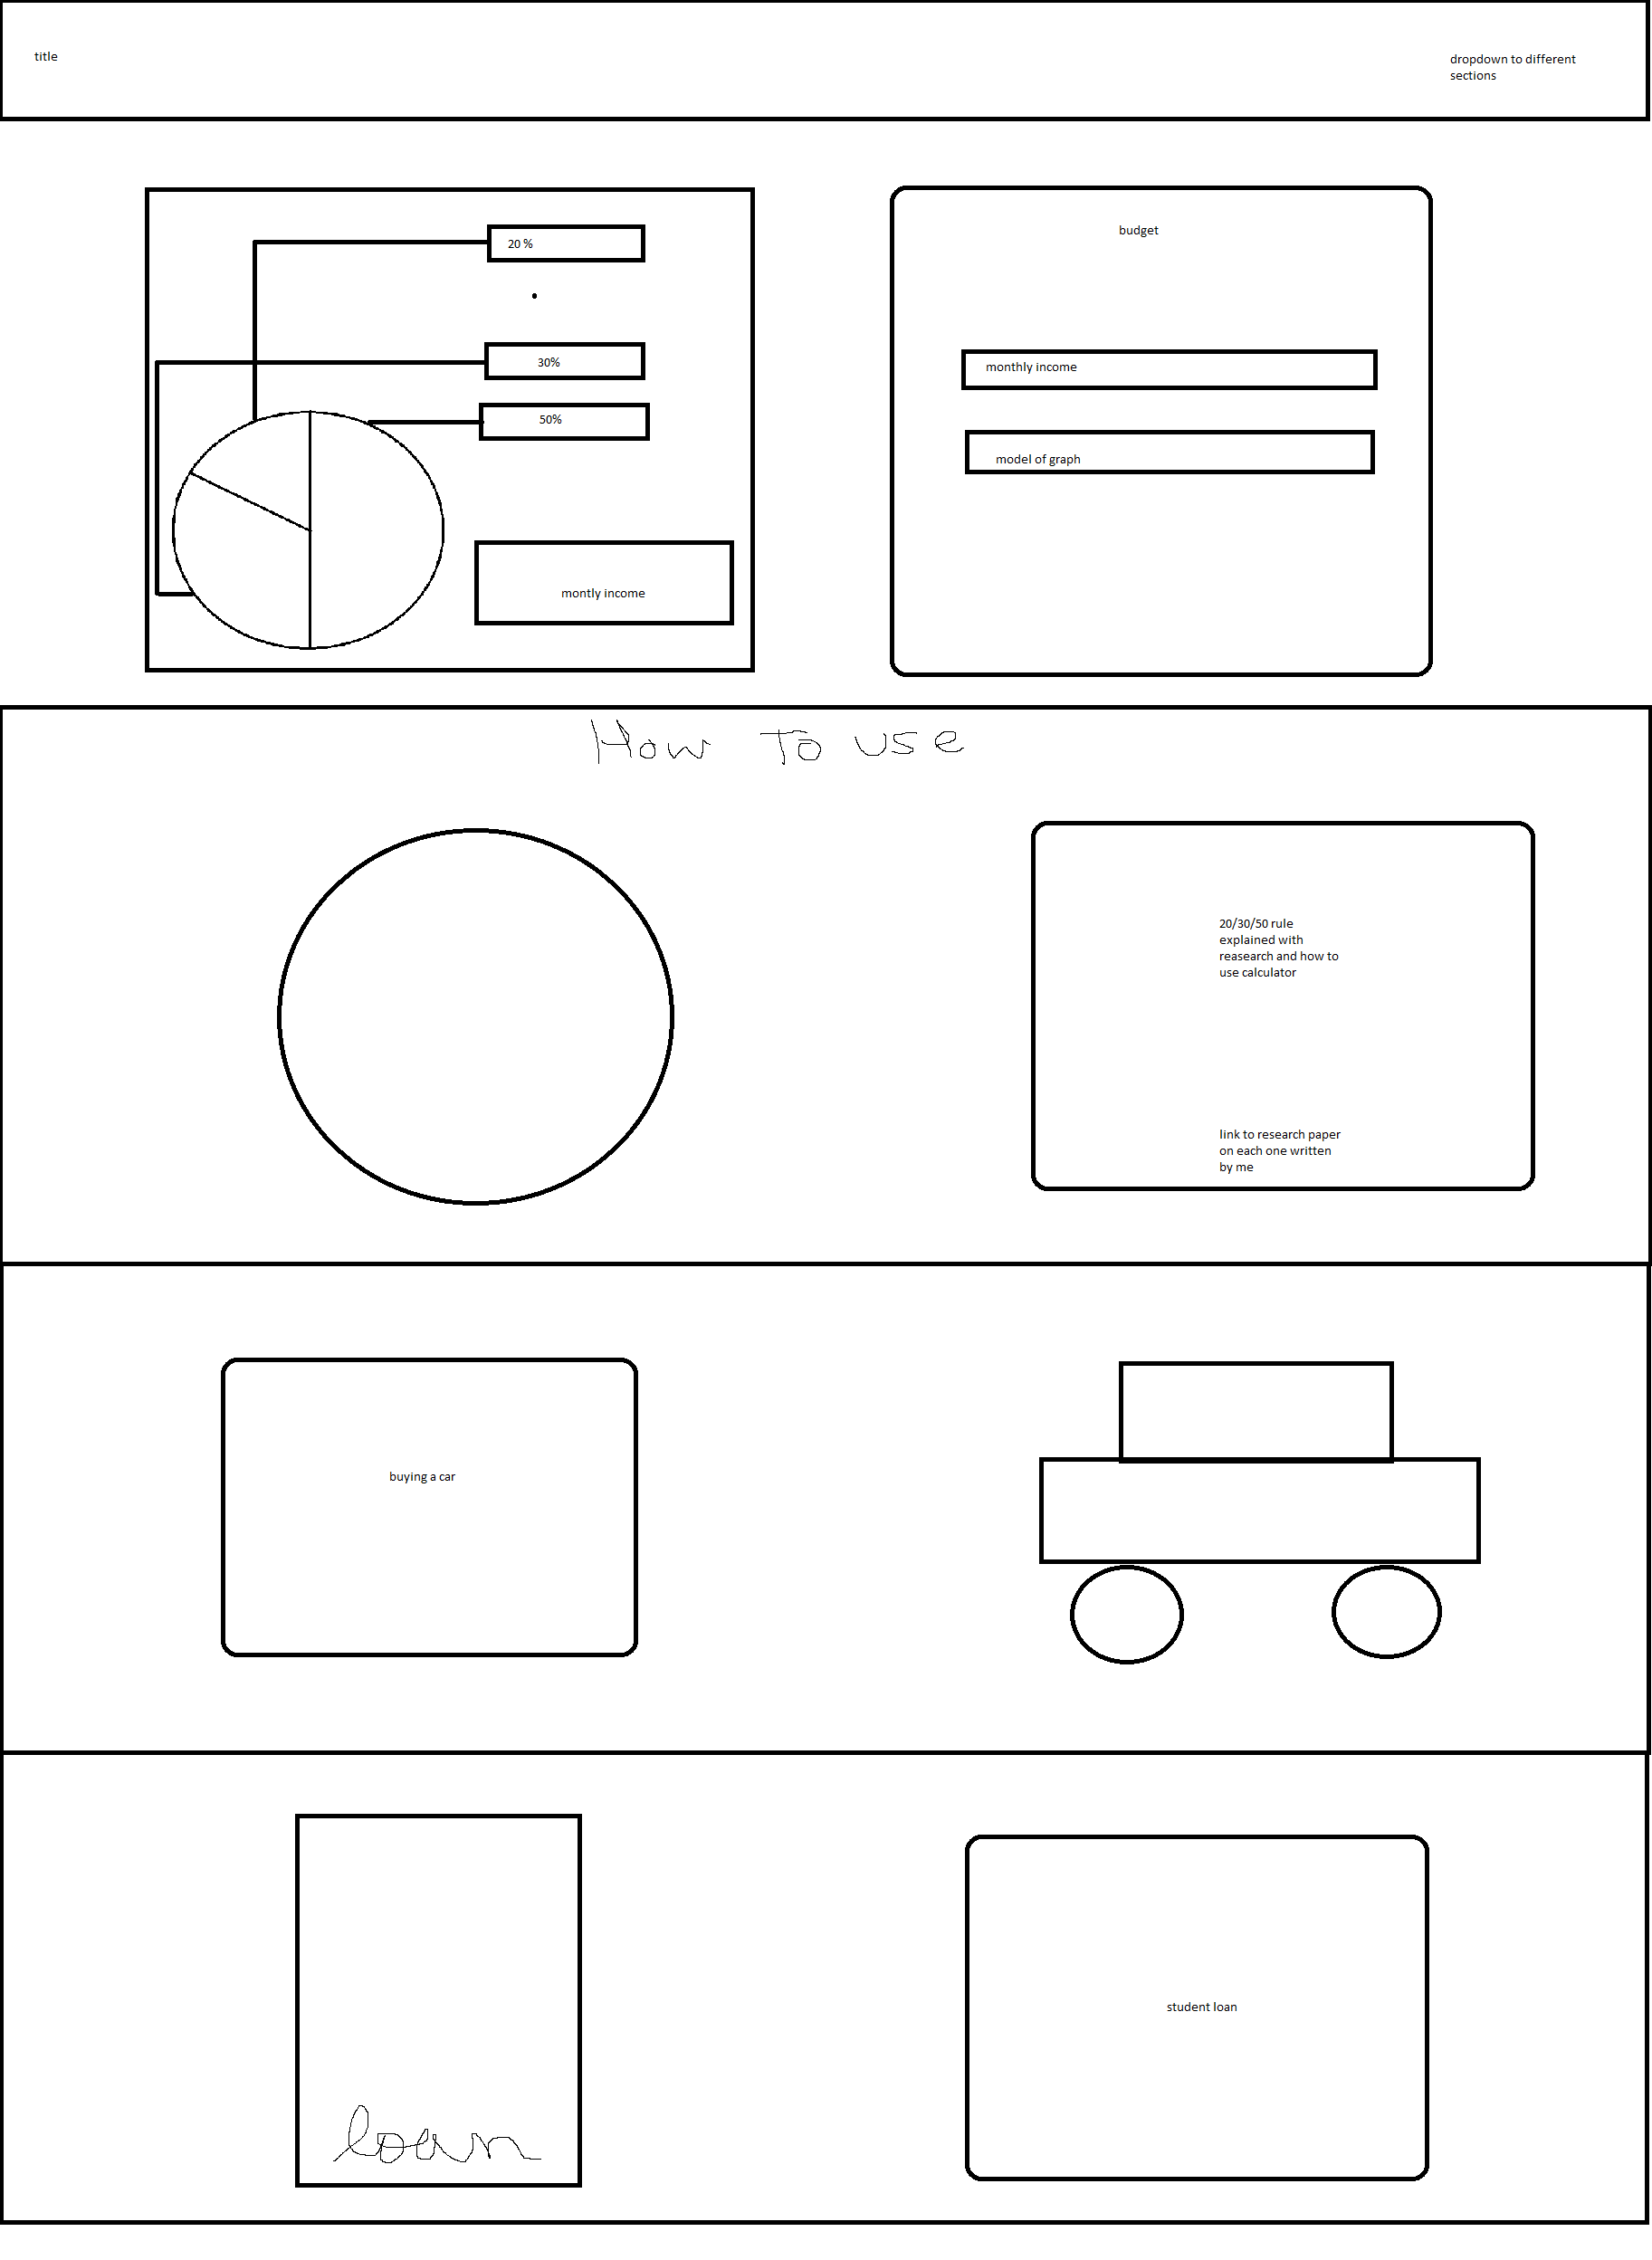 title
dropdown to different
sections
20 %
30%
50%
montly income
budget
monthly income
model of graph
How To use
20/30/50 rule
explained with
reasearch and how to
use calculator
link to research paper
on each one written
by me
buying a car
loan
student loan